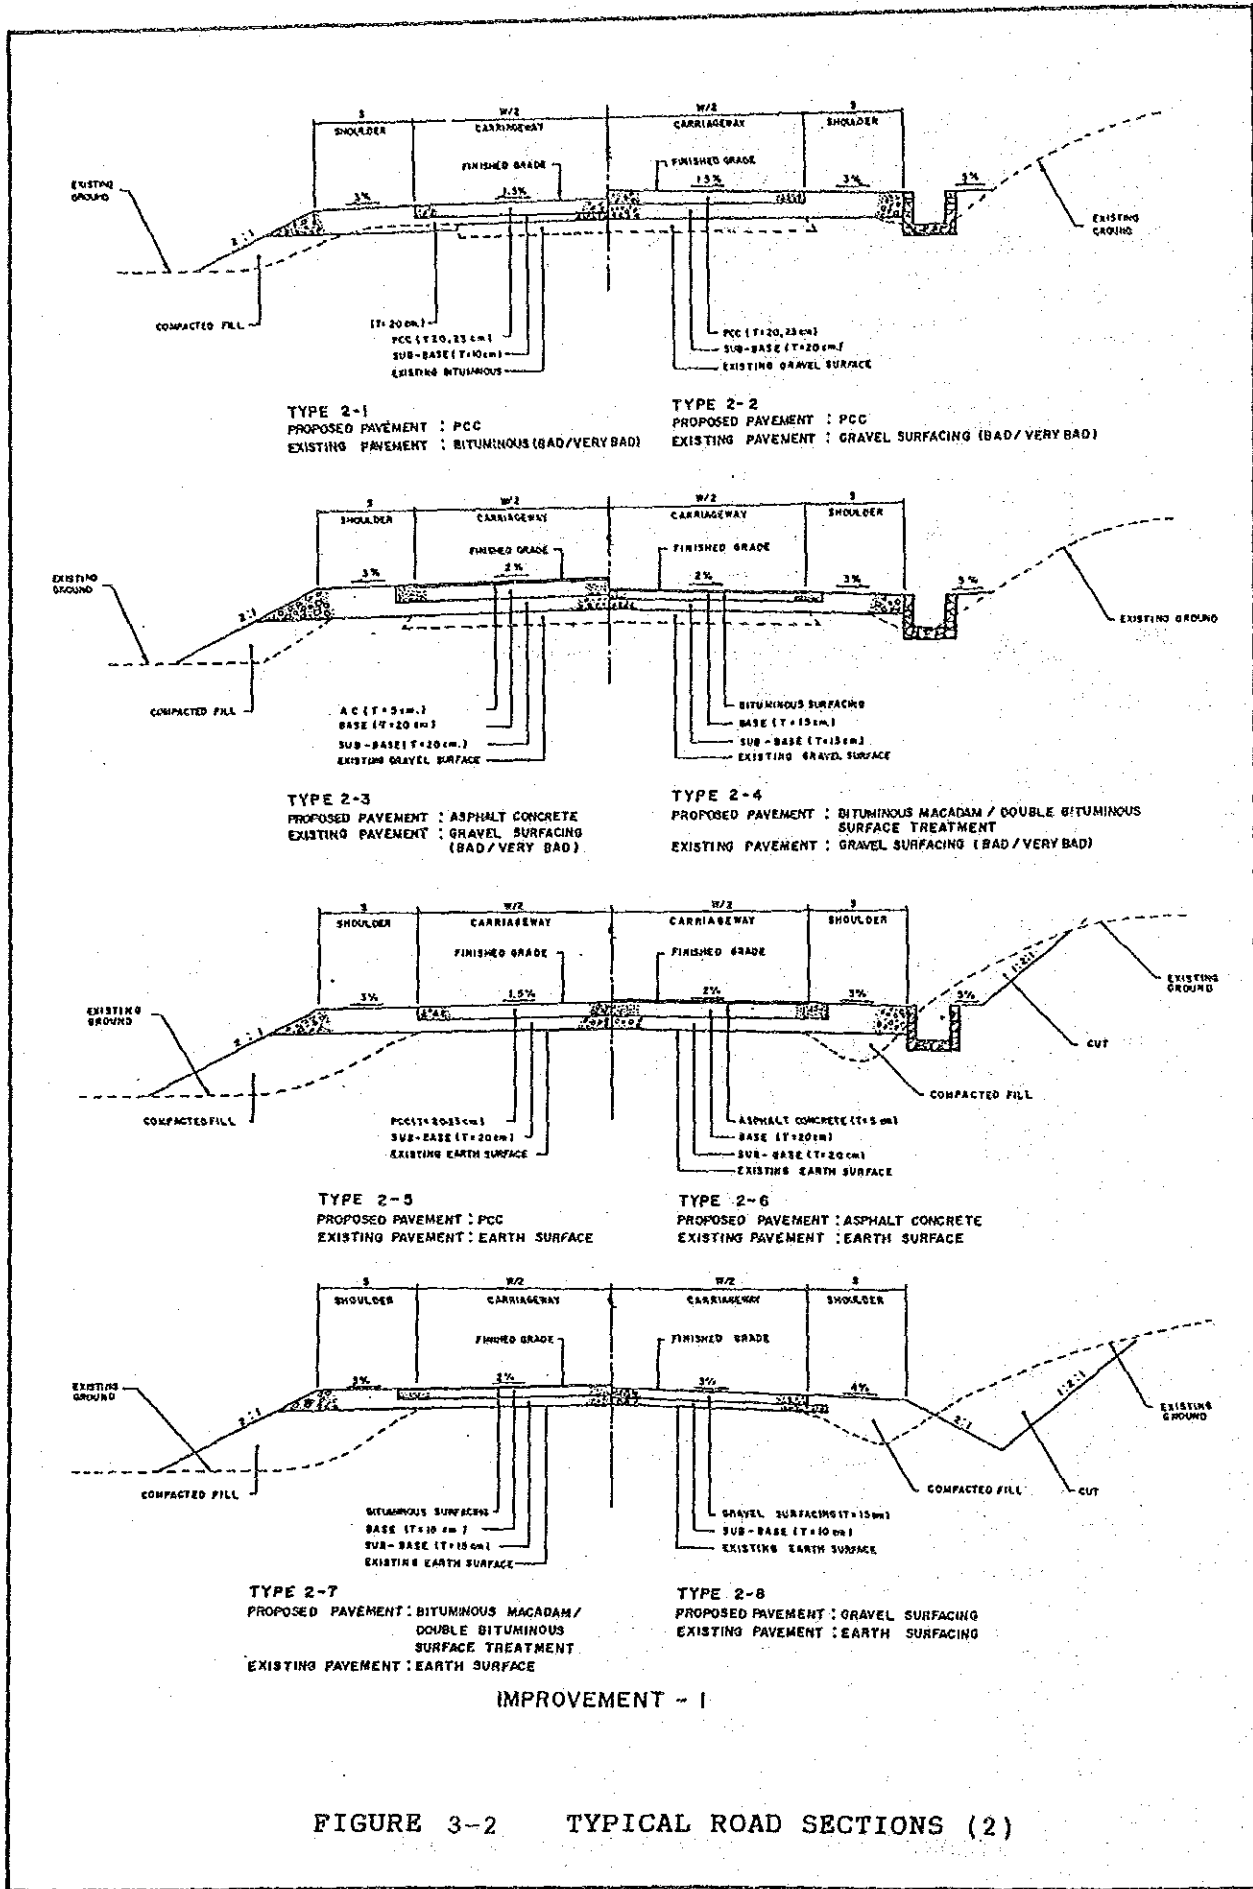 S W/2 W/2 S
SHOULDER CARRIAGEWAY CARRIAGEWAY SHOULDER
FINISHED GRADE FINISHED GRADE
EXISTING GROUND
3% 1.5% 1.5% 3% 5%
2:1
EXISTING GROUND
COMPACTED FILL
(T=20cm.)
PCC (T=20,23 cm)
SUB-BASE (T=10cm)
EXISTING BITUMINOUS
PCC (T=20,23cm)
SUB-BASE (T=20cm.)
EXISTING GRAVEL SURFACE
TYPE 2-1
PROPOSED PAVEMENT : PCC
EXISTING PAVEMENT : BITUMINOUS (BAD/VERY BAD)
TYPE 2-2
PROPOSED PAVEMENT : PCC
EXISTING PAVEMENT : GRAVEL SURFACING (BAD/VERY BAD)
S W/2 W/2 S
SHOULDER CARRIAGEWAY CARRIAGEWAY SHOULDER
FINISHED GRADE FINISHED GRADE
EXISTING GROUND
3% 2% 2% 3% 5%
2:1
EXISTING GROUND
COMPACTED FILL
A C (T=5cm.)
BASE (T=20 cm)
SUB-BASE (T=20cm.)
EXISTING GRAVEL SURFACE
BITUMINOUS SURFACING
BASE (T=15cm.)
SUB-BASE (T=15cm)
EXISTING GRAVEL SURFACE
TYPE 2-3
PROPOSED PAVEMENT : ASPHALT CONCRETE
EXISTING PAVEMENT : GRAVEL SURFACING
(BAD/VERY BAD)
TYPE 2-4
PROPOSED PAVEMENT : BITUMINOUS MACADAM / DOUBLE BITUMINOUS
SURFACE TREATMENT
EXISTING PAVEMENT : GRAVEL SURFACING (BAD/VERY BAD)
S W/2 W/2 S
SHOULDER CARRIAGEWAY CARRIAGEWAY SHOULDER
FINISHED GRADE FINISHED GRADE
EXISTING GROUND
3% 1.5% 2% 3% 5%
2:1
1:2:1
EXISTING GROUND
CUT
COMPACTED FILL
COMPACTED FILL
PCC (T=20,23 cm)
SUB-BASE (T=20cm)
EXISTING EARTH SURFACE
ASPHALT CONCRETE (T=5 cm)
BASE (T=20cm)
SUB-BASE (T=20cm)
EXISTING EARTH SURFACE
TYPE 2-5
PROPOSED PAVEMENT : PCC
EXISTING PAVEMENT : EARTH SURFACE
TYPE 2-6
PROPOSED PAVEMENT : ASPHALT CONCRETE
EXISTING PAVEMENT : EARTH SURFACE
S W/2 W/2 S
SHOULDER CARRIAGEWAY CARRIAGEWAY SHOULDER
FINISHED GRADE FINISHED GRADE
EXISTING GROUND
3% 2% 3% 4%
2:1
2:1
1:2:1
EXISTING GROUND
COMPACTED FILL
COMPACTED FILL
CUT
BITUMINOUS SURFACING
BASE (T=15 cm.)
SUB-BASE (T=15cm)
EXISTING EARTH SURFACE
GRAVEL SURFACING (T=15cm)
SUB-BASE (T=10cm)
EXISTING EARTH SURFACE
TYPE 2-7
PROPOSED PAVEMENT : BITUMINOUS MACADAM/
DOUBLE BITUMINOUS
SURFACE TREATMENT
EXISTING PAVEMENT : EARTH SURFACE
TYPE 2-8
PROPOSED PAVEMENT : GRAVEL SURFACING
EXISTING PAVEMENT : EARTH SURFACING
IMPROVEMENT - 1
FIGURE 3-2 TYPICAL ROAD SECTIONS (2)